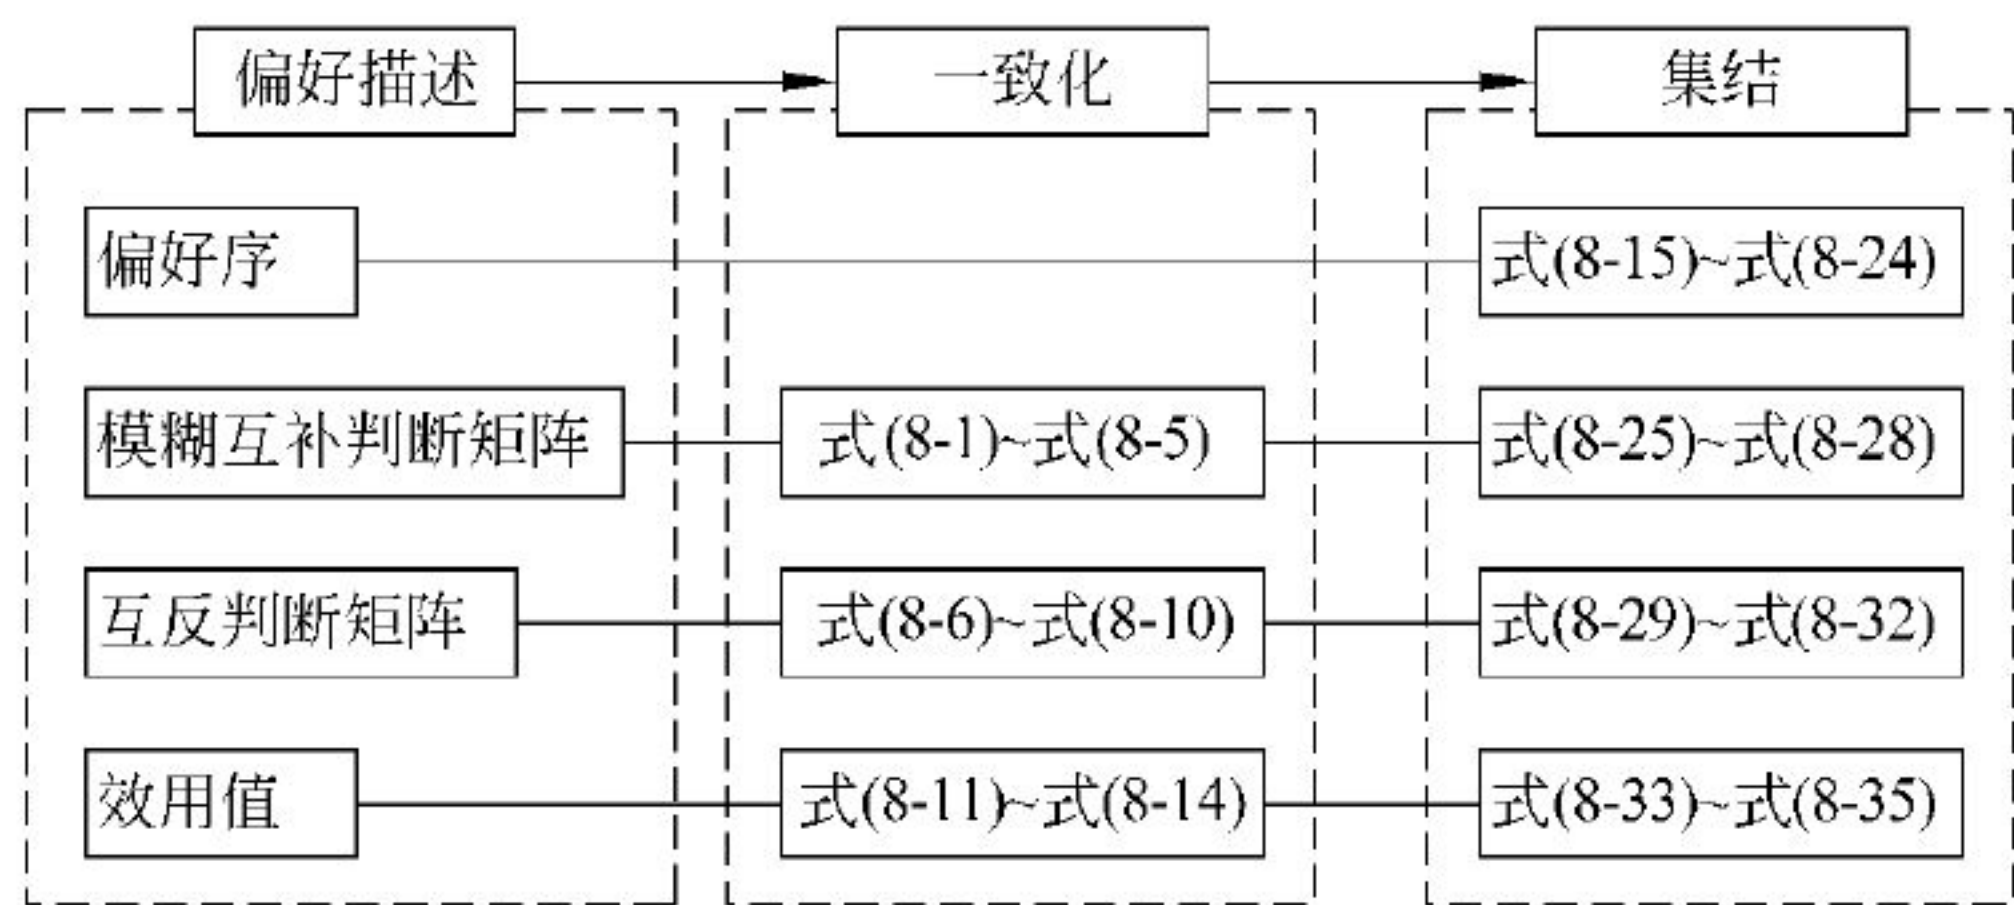 偏好描述
一致化
集结
偏好序
式(8-15)~式(8-24)
模糊互补判断矩阵
式(8-1)~式(8-5)
式(8-25)~式(8-28)
互反判断矩阵
式(8-6)~式(8-10)
式(8-29)~式(8-32)
效用值
式(8-11)~式(8-14)
式(8-33)~式(8-35)